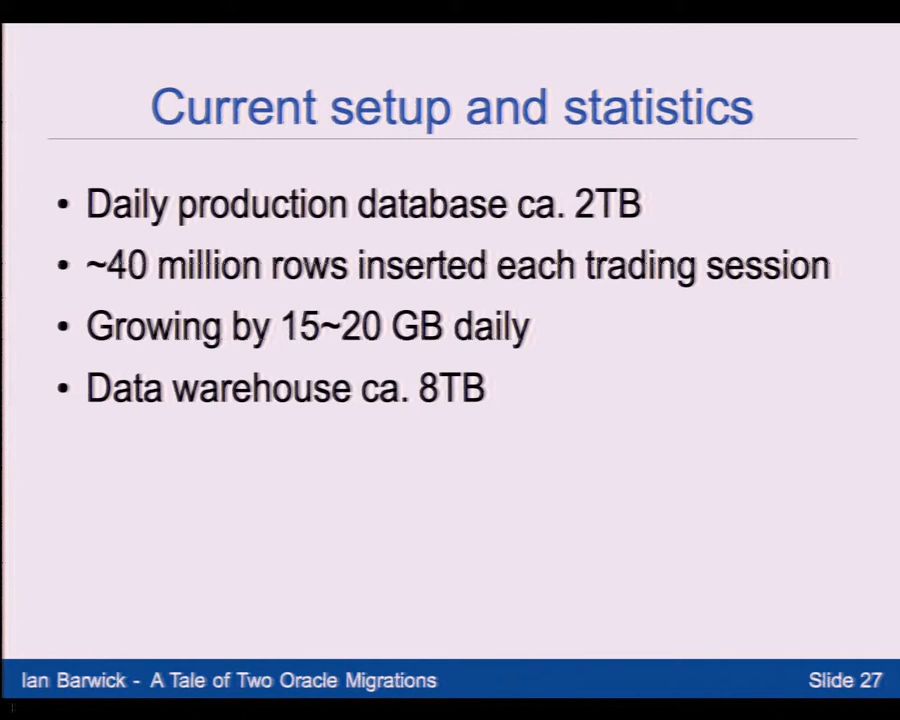 Current setup and statistics
• Daily production database ca. 2TB
• ~40 million rows inserted each trading session
• Growing by 15~20 GB daily
• Data warehouse ca. 8TB
Ian Barwick - A Tale of Two Oracle Migrations
Slide 27